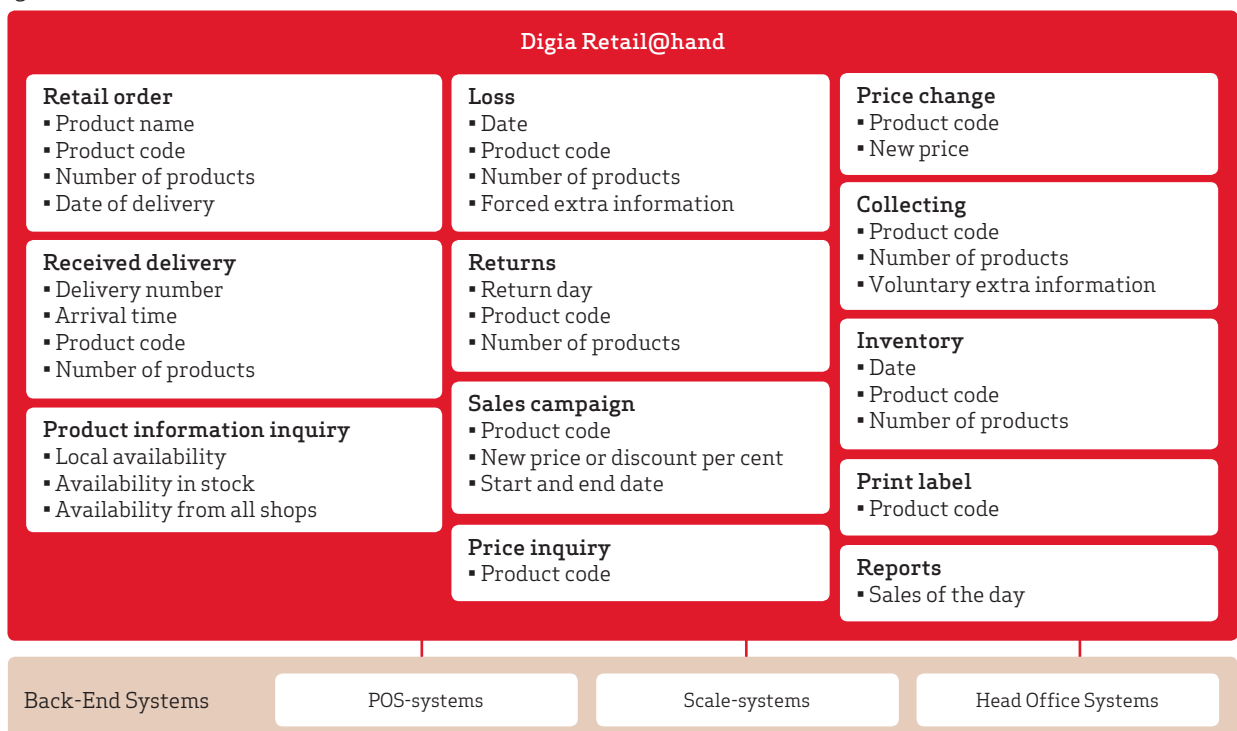 Digia Retail@hand
Retail order
▪ Product name
▪ Product code
▪ Number of products
▪ Date of delivery
Received delivery
▪ Delivery number
▪ Arrival time
▪ Product code
▪ Number of products
Product information inquiry
▪ Local availability
▪ Availability in stock
▪ Availability from all shops
Loss
▪ Date
▪ Product code
▪ Number of products
▪ Forced extra information
Returns
▪ Return day
▪ Product code
▪ Number of products
Sales campaign
▪ Product code
▪ New price or discount per cent
▪ Start and end date
Price inquiry
▪ Product code
Price change
▪ Product code
▪ New price
Collecting
▪ Product code
▪ Number of products
▪ Voluntary extra information
Inventory
▪ Date
▪ Product code
▪ Number of products
Print label
▪ Product code
Reports
▪ Sales of the day
Back-End Systems
POS-systems
Scale-systems
Head Office Systems